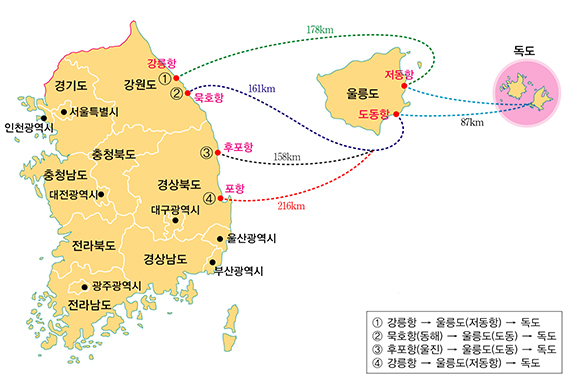 178km
독도
강릉항
①
저동항
경기도
강원도
묵호항
②
161km
울릉도
서울특별시
도동항
인천광역시
87km
후포항
③
158km
충청북도
충청남도
경상북도
포항
④
대전광역시
216km
대구광역시
울산광역시
전라북도
경상남도
부산광역시
광주광역시
전라남도
① 강릉항 → 울릉도(저동항) → 독도
② 묵호항(동해) → 울릉도(도동) → 독도
③ 후포항(울진) → 울릉도(도동) → 독도
④ 강릉항 → 울릉도(저동항) → 독도